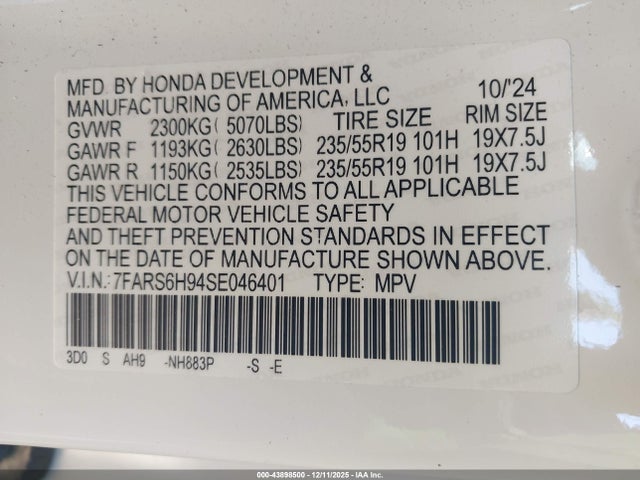 MFD. BY HONDA DEVELOPMENT &
MANUFACTURING OF AMERICA, LLC 10/'24
GVWR 2300KG( 5070LBS) TIRE SIZE RIM SIZE
GAWR F 1193KG( 2630LBS) 235/55R19 101H 19X7.5J
GAWR R 1150KG( 2535LBS) 235/55R19 101H 19X7.5J
THIS VEHICLE CONFORMS TO ALL APPLICABLE
FEDERAL MOTOR VEHICLE SAFETY
AND THEFT PREVENTION STANDARDS IN EFFECT
ON THE DATE OF MANUFACTURE SHOWN ABOVE.
V.I.N.:7FARS6H94SE046401 TYPE: MPV
3D0 S AH9 -NH883P -S -E
000-43898500 - 12/11/2025 - IAA Inc.